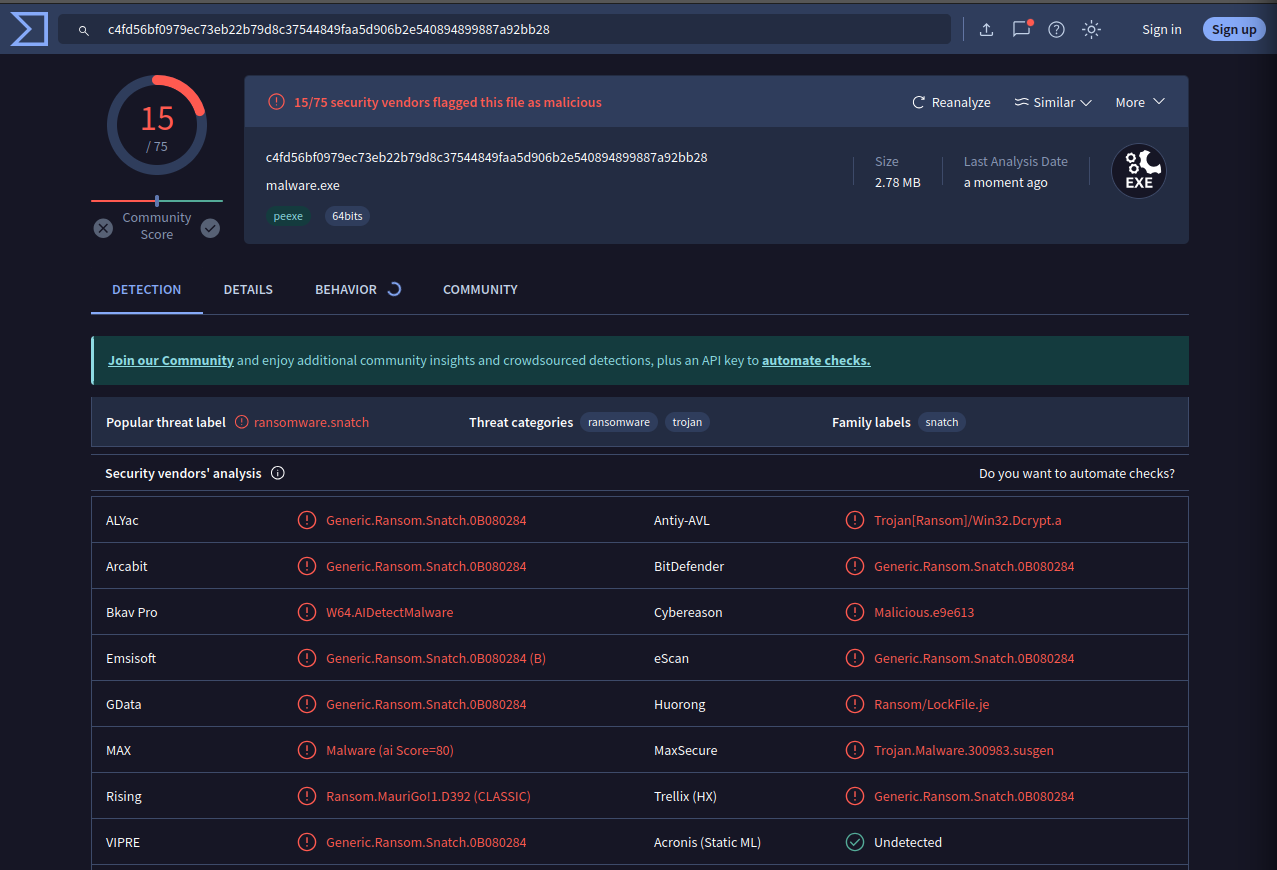 c4fd56bf0979ec73eb22b79d8c37544849faa5d906b2e540894899887a92bb28
Sign in
Sign up
15
/ 75
Community
Score
15/75 security vendors flagged this file as malicious
Reanalyze
Similar
More
c4fd56bf0979ec73eb22b79d8c37544849faa5d906b2e540894899887a92bb28
malware.exe
peexe
64bits
Size
2.78 MB
Last Analysis Date
a moment ago
EXE
DETECTION
DETAILS
BEHAVIOR
COMMUNITY
Join our Community and enjoy additional community insights and crowdsourced detections, plus an API key to automate checks.
Popular threat label
ransomware.snatch
Threat categories
ransomware
trojan
Family labels
snatch
Security vendors' analysis
Do you want to automate checks?
ALYac
Generic.Ransom.Snatch.0B080284
Antiy-AVL
Trojan[Ransom]/Win32.Dcrypt.a
Arcabit
Generic.Ransom.Snatch.0B080284
BitDefender
Generic.Ransom.Snatch.0B080284
Bkav Pro
W64.AIDetectMalware
Cybereason
Malicious.e9e613
Emsisoft
Generic.Ransom.Snatch.0B080284 (B)
eScan
Generic.Ransom.Snatch.0B080284
GData
Generic.Ransom.Snatch.0B080284
Huorong
Ransom/LockFile.je
MAX
Malware (ai Score=80)
MaxSecure
Trojan.Malware.300983.susgen
Rising
Ransom.MauriGo!1.D392 (CLASSIC)
Trellix (HX)
Generic.Ransom.Snatch.0B080284
VIPRE
Generic.Ransom.Snatch.0B080284
Acronis (Static ML)
Undetected